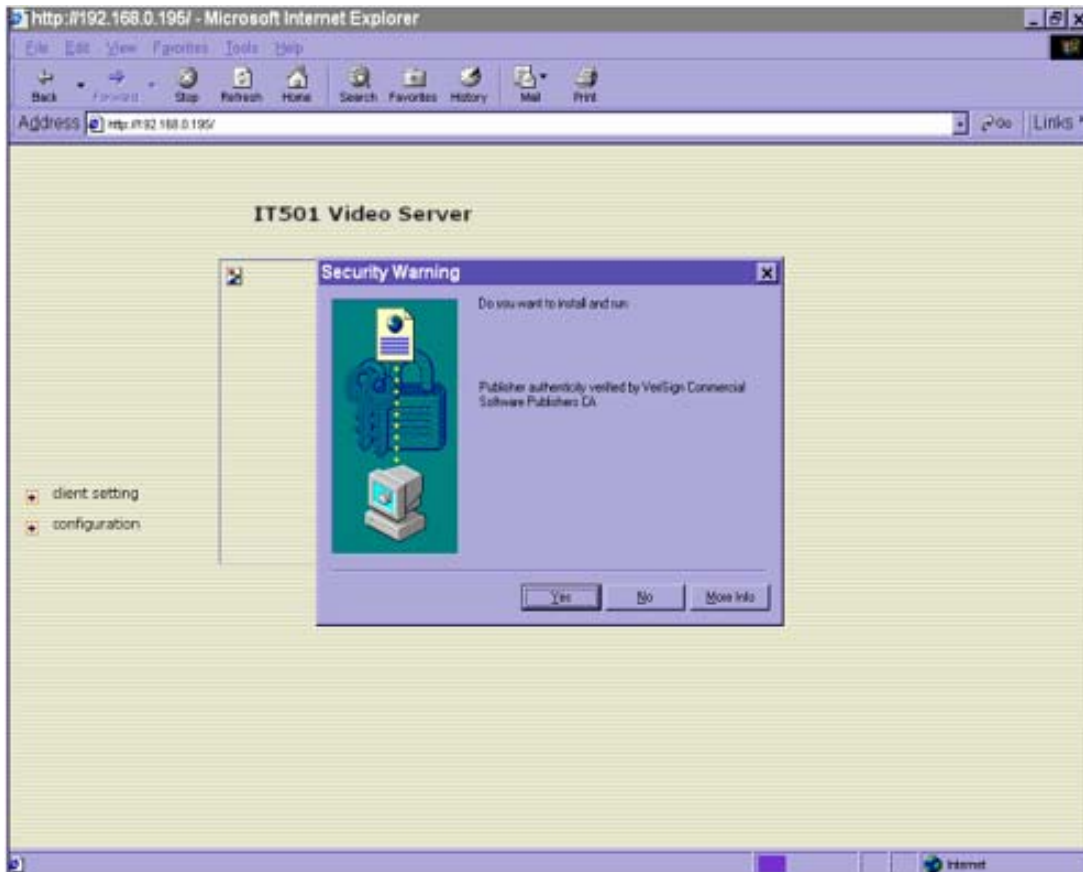 http://192.168.0.195/ - Microsoft Internet Explorer
File Edit View Favorites Tools Help
Back Forward Stop Refresh Home Search Favorites History Mail Print
Address http://192.168.0.195/ Go Links
IT501 Video Server
Security Warning
Do you want to install and run
Publisher authenticity verified by VeriSign Commercial
Software Publishers CA
client setting
configuration
Yes No More Info
Internet